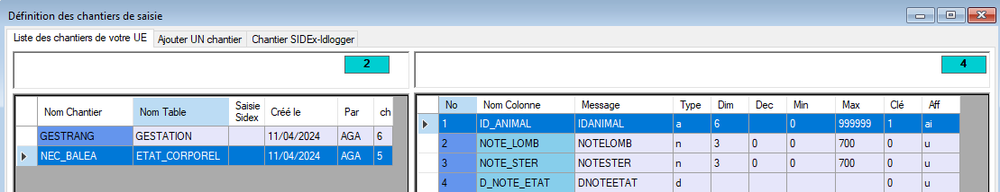 Définition des chantiers de saisie
Liste des chantiers de votre UE Ajouter UN chantier Chantier SIDEx-Idlogger
2
Nom Chantier Nom Table Saisie Sidex Créé le Par ch
GESTRANG GESTATION 11/04/2024 AGA 6
NEC_BALEA ETAT_CORPOREL 11/04/2024 AGA 5
4
No Nom Colonne Message Type Dim Dec Min Max Clé Aff
1 ID_ANIMAL IDANIMAL a 6 0 999999 1 ai
2 NOTE_LOMB NOTELOMB n 3 0 0 700 0 u
3 NOTE_STER NOTESTER n 3 0 0 700 0 u
4 D_NOTE_ETAT DNOTEETAT d 0 u